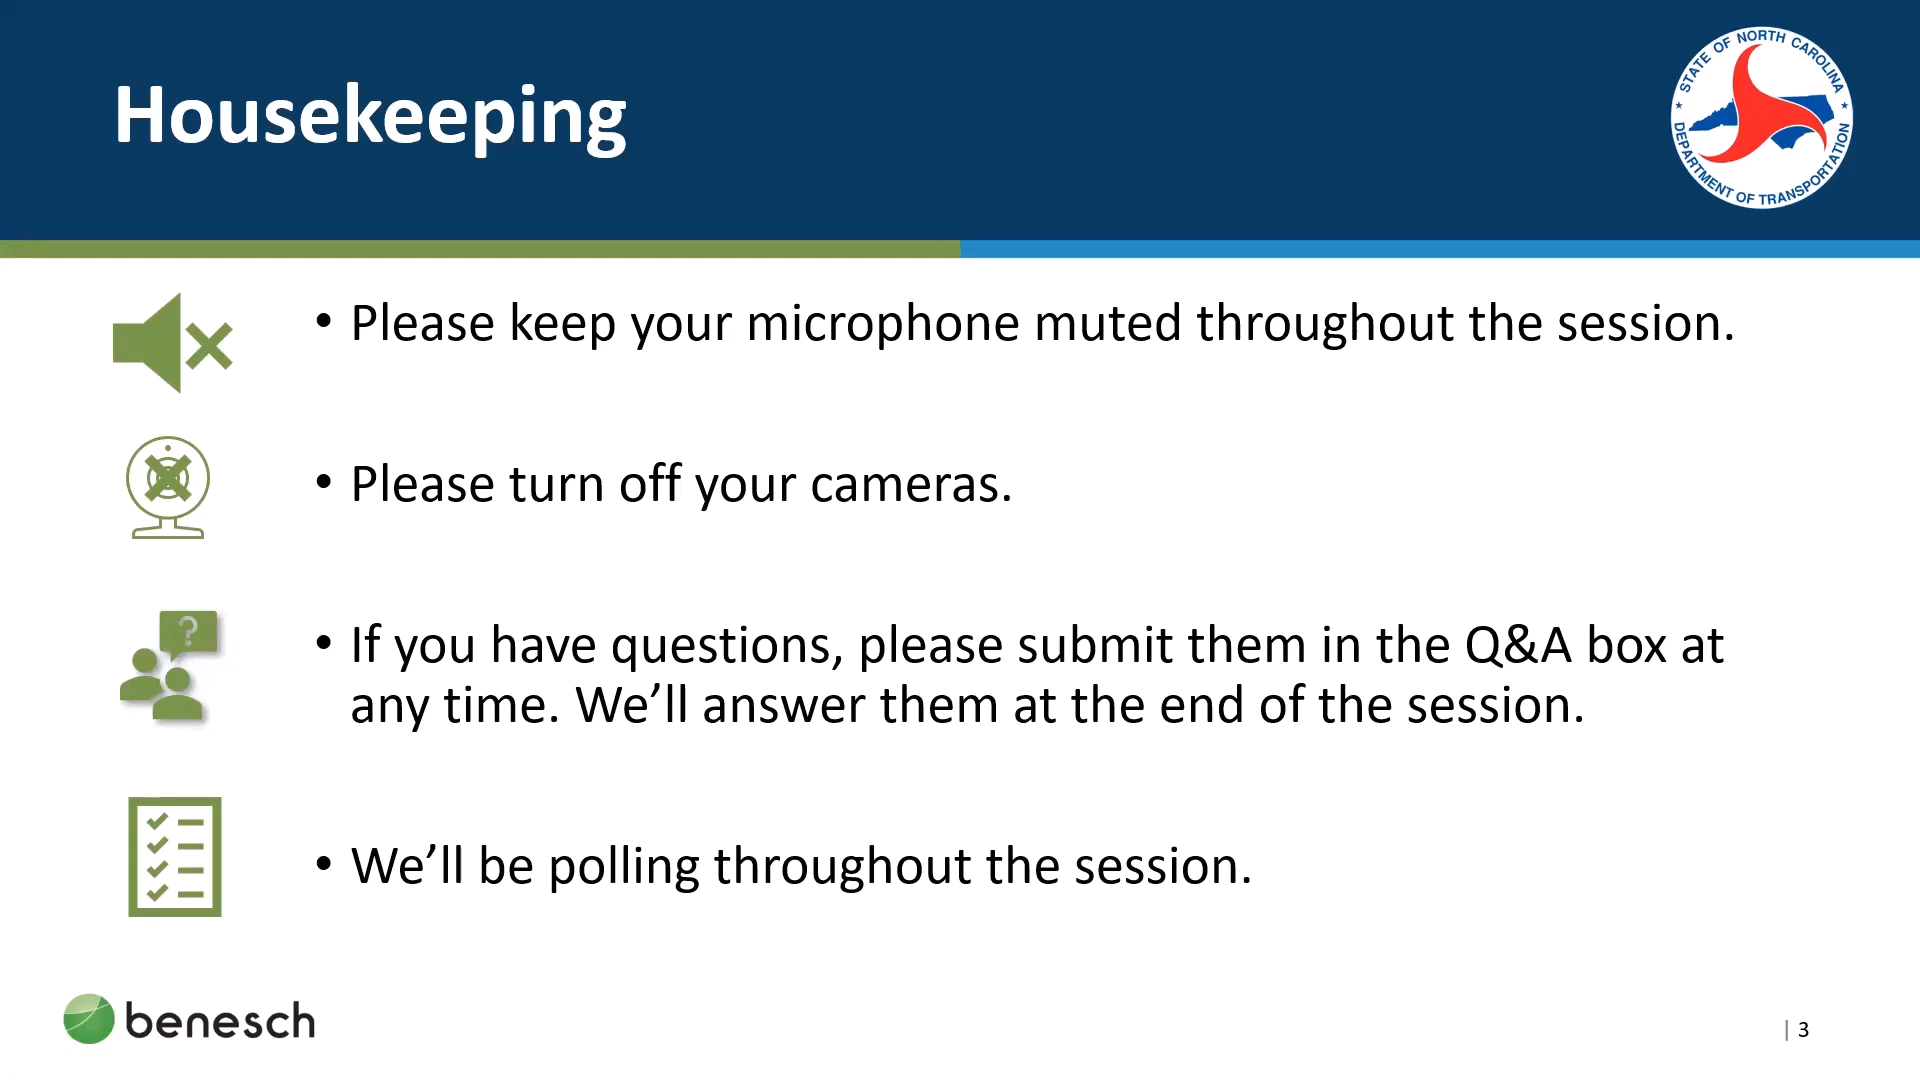 Housekeeping
STATE OF NORTH CAROLINA
DEPARTMENT OF TRANSPORTATION
• Please keep your microphone muted throughout the session.
• Please turn off your cameras.
?
• If you have questions, please submit them in the Q&A box at
any time. We’ll answer them at the end of the session.
• We’ll be polling throughout the session.
benesch
| 3